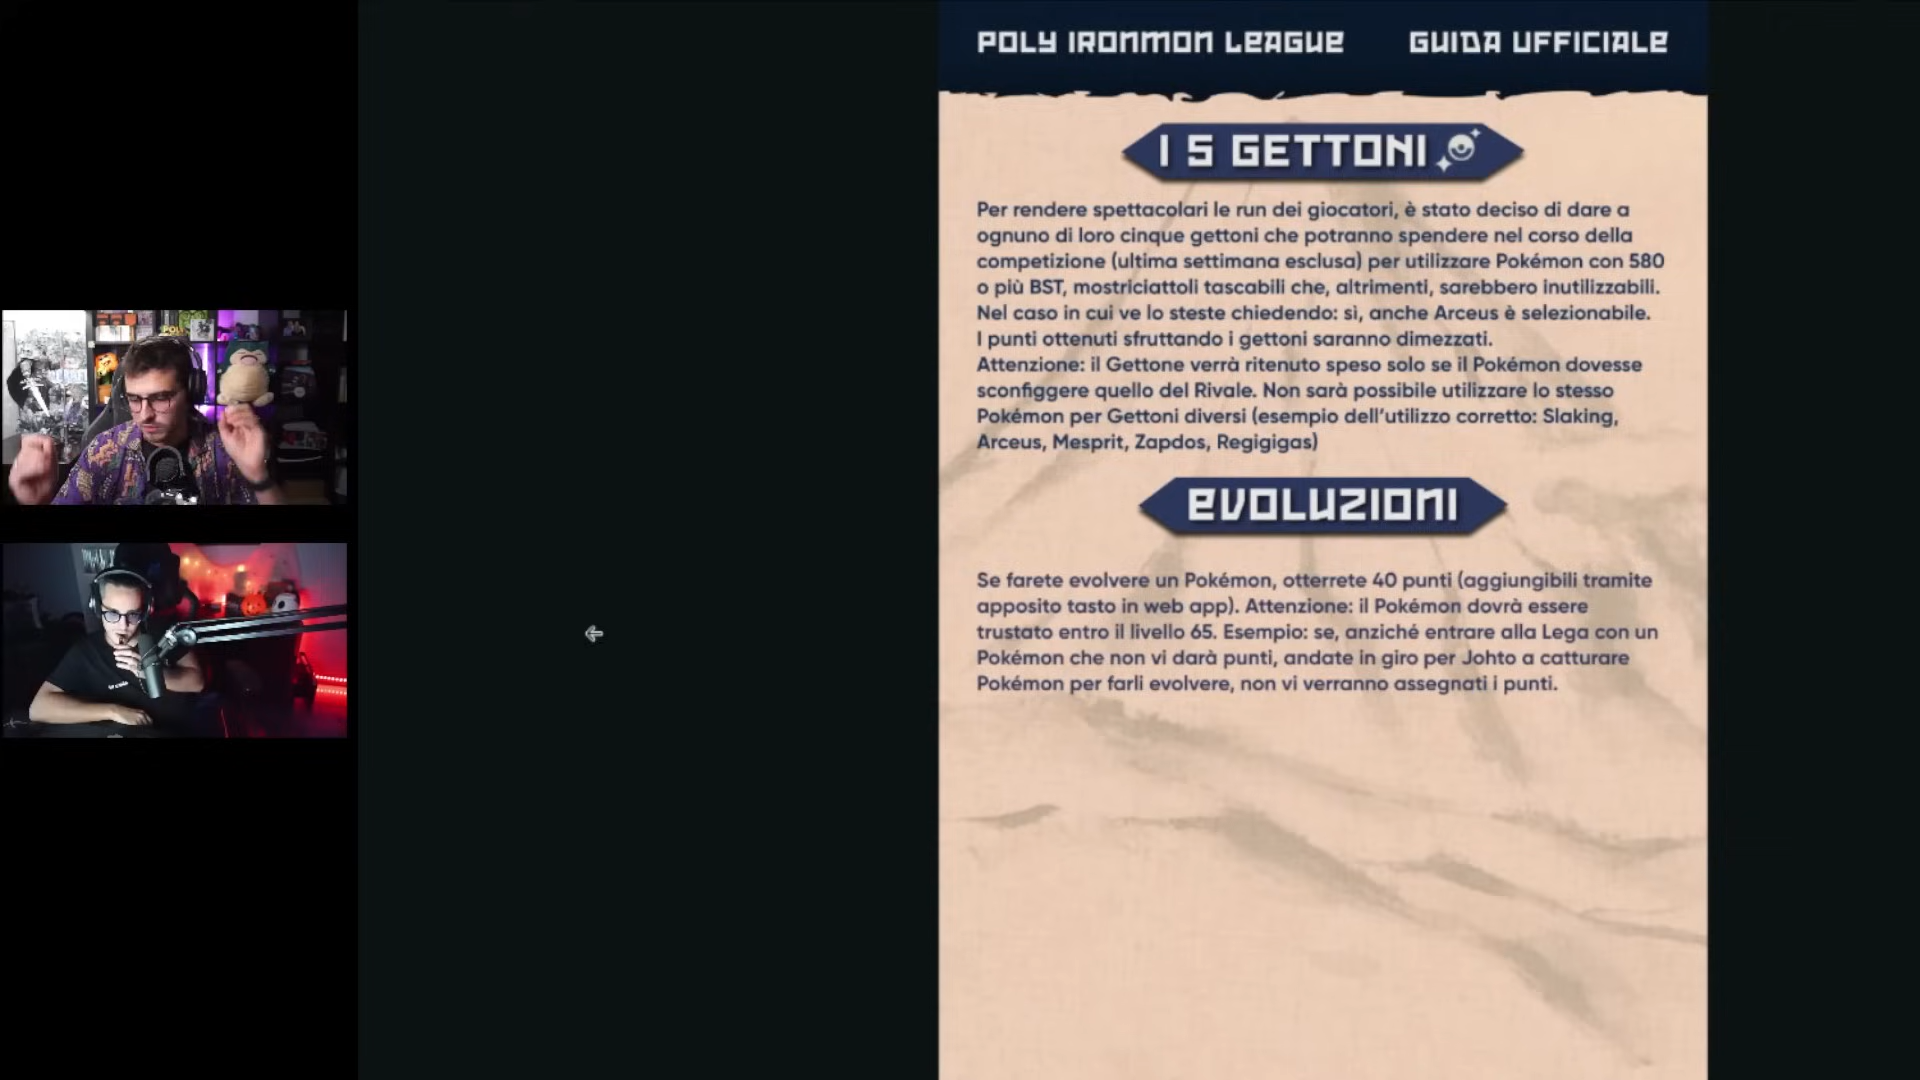 POLY IRONMON LEAGUE GUIDA UFFICIALE
I 5 GETTONI
Per rendere spettacolari le run dei giocatori, è stato deciso di dare a
ognuno di loro cinque gettoni che potranno spendere nel corso della
competizione (ultima settimana esclusa) per utilizzare Pokémon con 580
o più BST, mostriciattoli tascabili che, altrimenti, sarebbero inutilizzabili.
Nel caso in cui ve lo steste chiedendo: sì, anche Arceus è selezionabile.
I punti ottenuti sfruttando i gettoni saranno dimezzati.
Attenzione: il Gettone verrà ritenuto speso solo se il Pokémon dovesse
sconfiggere quello del Rivale. Non sarà possibile utilizzare lo stesso
Pokémon per Gettoni diversi (esempio dell'utilizzo corretto: Slaking,
Arceus, Mesprit, Zapdos, Regigigas)
EVOLUZIONI
Se farete evolvere un Pokémon, otterrete 40 punti (aggiungibili tramite
apposito tasto in web app). Attenzione: il Pokémon dovrà essere
trustato entro il livello 65. Esempio: se, anziché entrare alla Lega con un
Pokémon che non vi darà punti, andate in giro per Johto a catturare
Pokémon per farli evolvere, non vi verranno assegnati i punti.